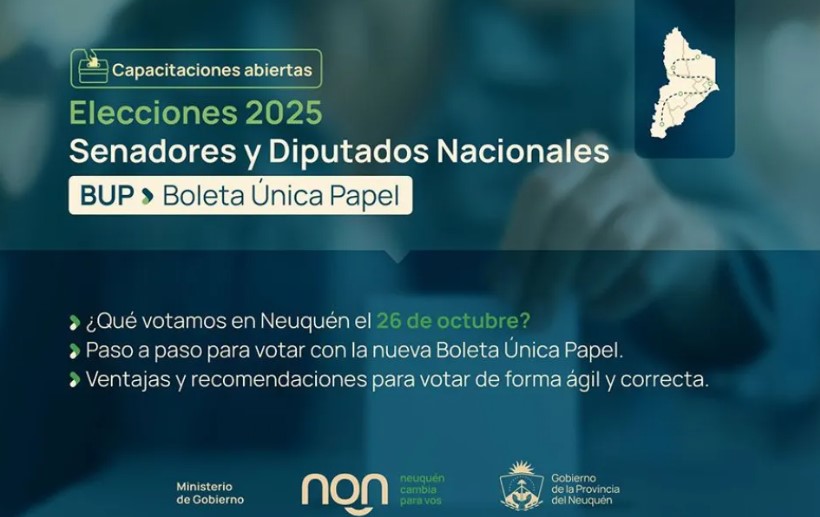 Capacitaciones abiertas
Elecciones 2025
Senadores y Diputados Nacionales
BUP Boleta Única Papel
¿Qué votamos en Neuquén el 26 de octubre?
Paso a paso para votar con la nueva Boleta Única Papel.
Ventajas y recomendaciones para votar de forma ágil y correcta.
Ministerio
de Gobierno
nqn
neuquén
cambia
para vos
Gobierno
de la Provincia
del Neuquén